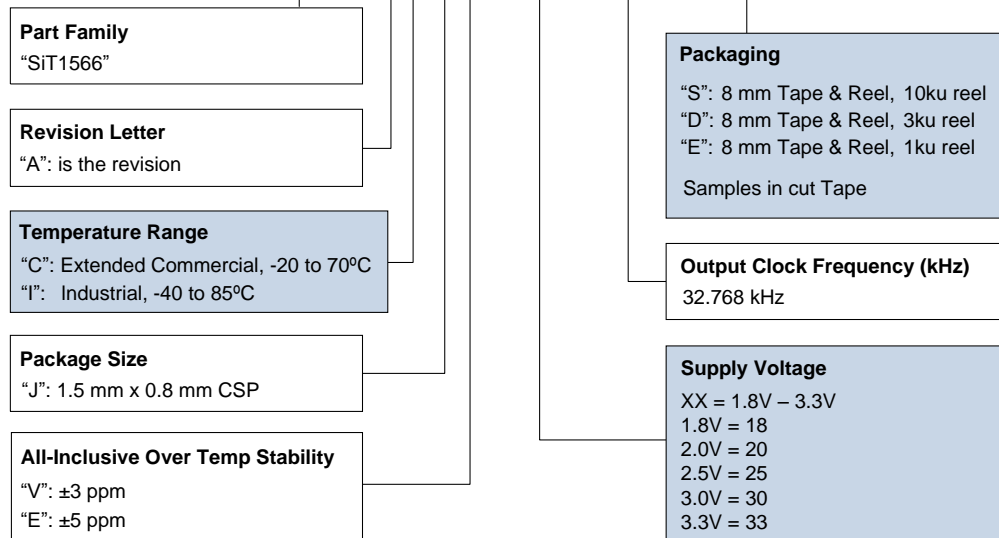 Part Family
“SiT1566”
Revision Letter
“A”: is the revision
Temperature Range
“C”: Extended Commercial, -20 to 70ºC
“I”: Industrial, -40 to 85ºC
Package Size
“J”: 1.5 mm x 0.8 mm CSP
All-Inclusive Over Temp Stability
“V”: ±3 ppm
“E”: ±5 ppm
Packaging
“S”: 8 mm Tape & Reel, 10ku reel
“D”: 8 mm Tape & Reel, 3ku reel
“E”: 8 mm Tape & Reel, 1ku reel
Samples in cut Tape
Output Clock Frequency (kHz)
32.768 kHz
Supply Voltage
XX = 1.8V – 3.3V
1.8V = 18
2.0V = 20
2.5V = 25
3.0V = 30
3.3V = 33